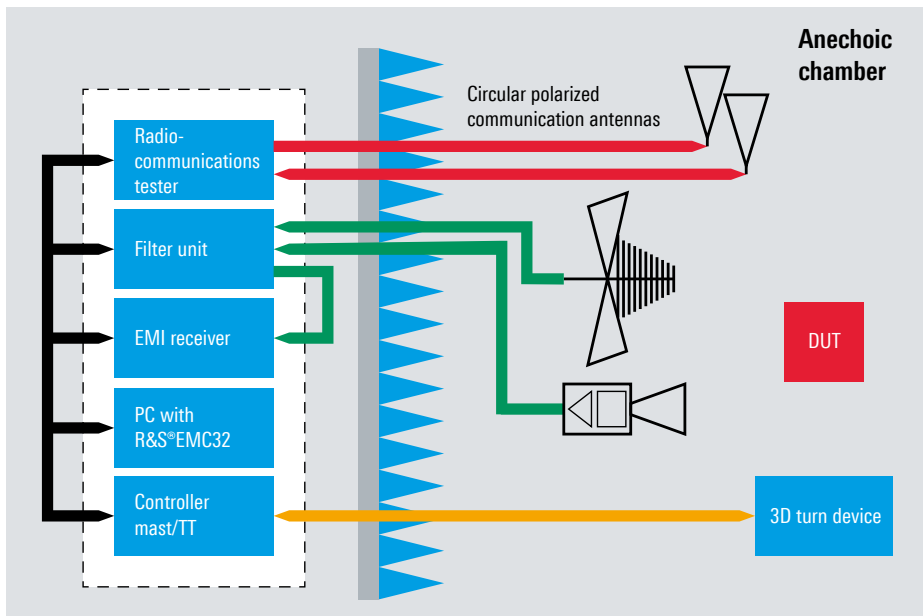 Anechoic
chamber
Circular polarized
communication antennas
Radio-
communications
tester
Filter unit
EMI receiver
PC with
R&S®EMC32
Controller
mast/TT
DUT
3D turn device